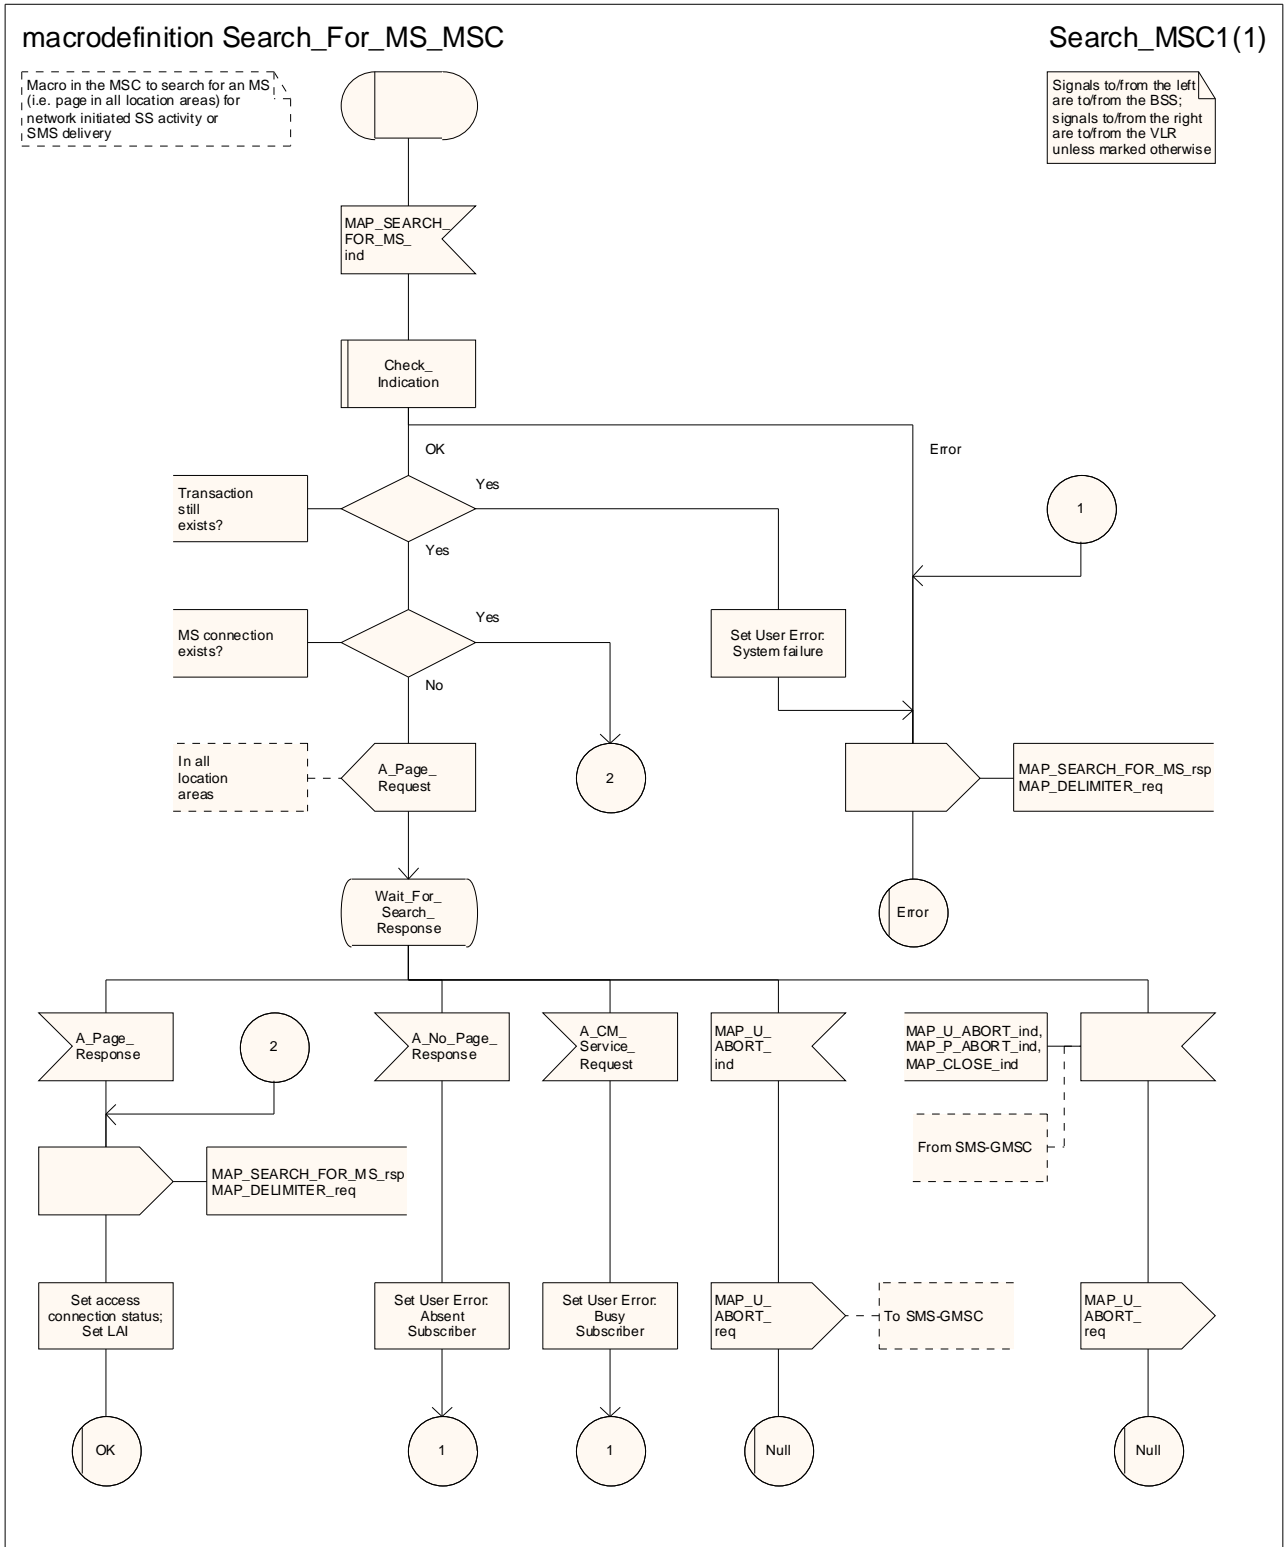 macrodefinition Search_For_MS_MSC
Search_MSC1(1)
Macro in the MSC to search for an MS
(i.e. page in all location areas) for
network initiated SS activity or
SMS delivery
Signals to/from the left
are to/from the BSS;
signals to/from the right
are to/from the VLR
unless marked otherwise
MAP_SEARCH_
FOR_MS_
ind
Check_
Indication
OK
Error
Transaction
still
exists?
Yes
1
Yes
MS connection
exists?
Yes
Set User Error:
System failure
No
In all
location
areas
A_Page_
Request
2
MAP_SEARCH_FOR_MS_rsp
MAP_DELIMITER_req
Wait_For_
Search_
Response
Error
A_Page_
Response
2
A_No_Page_
Response
A_CM_
Service_
Request
MAP_U_
ABORT_
ind
MAP_U_ABORT_ind,
MAP_P_ABORT_ind,
MAP_CLOSE_ind
From SMS-GMSC
MAP_SEARCH_FOR_MS_rsp
MAP_DELIMITER_req
Set access
connection status;
Set LAI
Set User Error:
Absent
Subscriber
Set User Error:
Busy
Subscriber
MAP_U_
ABORT_
req
To SMS-GMSC
MAP_U_
ABORT_
req
OK
1
1
Null
Null